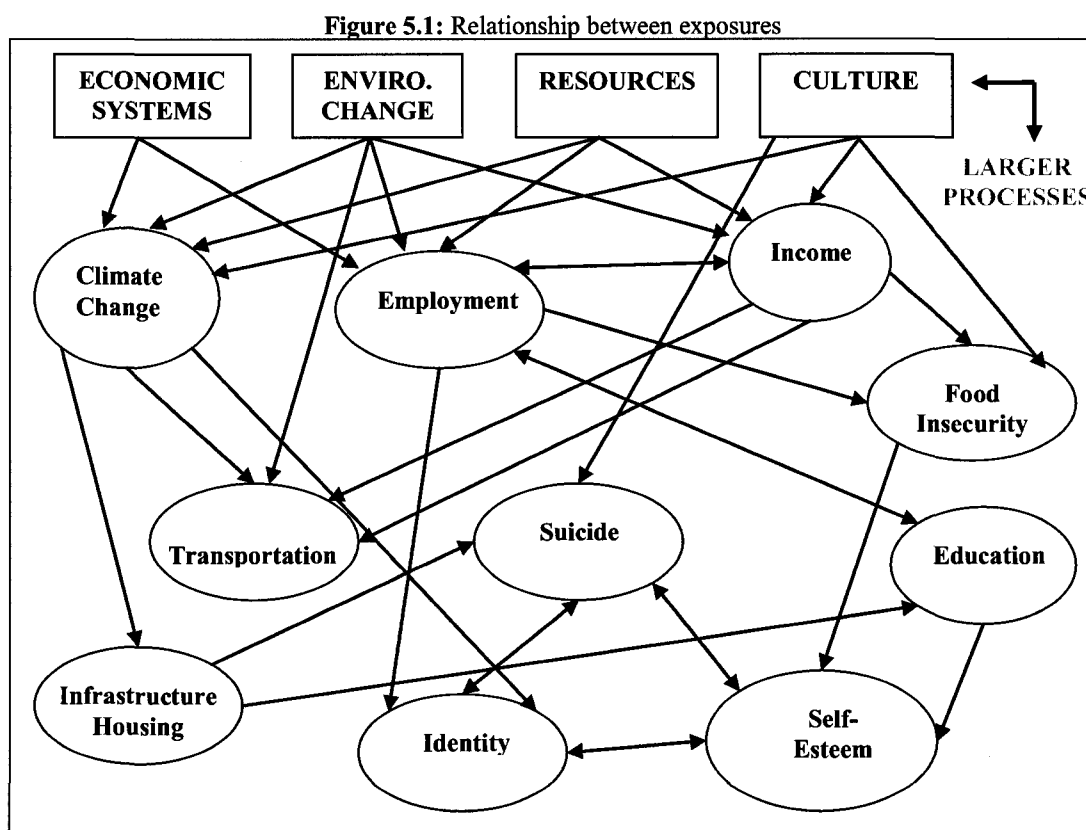 Figure 5.1: Relationship between exposures
ECONOMIC
SYSTEMS
ENVIRO.
CHANGE
RESOURCES
CULTURE
LARGER
PROCESSES
Climate
Change
Employment
Income
Food
Insecurity
Transportation
Suicide
Education
Infrastructure
Housing
Identity
Self-
Esteem